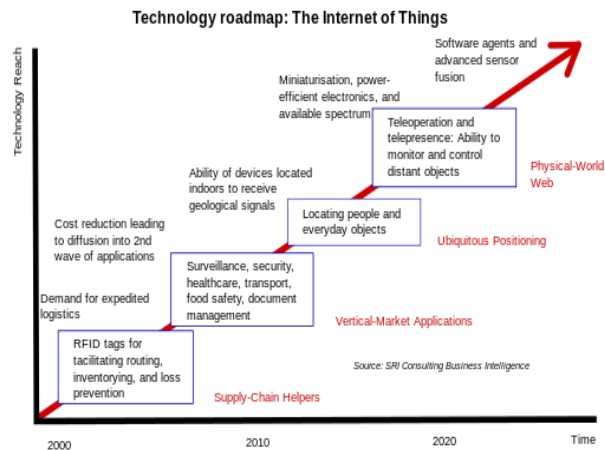 Technology roadmap: The Internet of Things
Technology Reach
Software agents and
advanced sensor
fusion
Miniaturisation, power-
efficient electronics, and
available spectrum
Teleoperation and
telepresence: Ability to
monitor and control
distant objects
Physical-World
Web
Ability of devices located
indoors to receive
geological signals
Locating people and
everyday objects
Ubiquitous Positioning
Cost reduction leading
to diffusion into 2nd
wave of applications
Surveillance, security,
healthcare, transport,
food safety, document
management
Vertical-Market Applications
Demand for expedited
logistics
RFID tags for
tacilitating routing,
inventorying, and loss
prevention
Supply-Chain Helpers
Source: SRI Consulting Business Intelligence
2000
2010
2020
Time